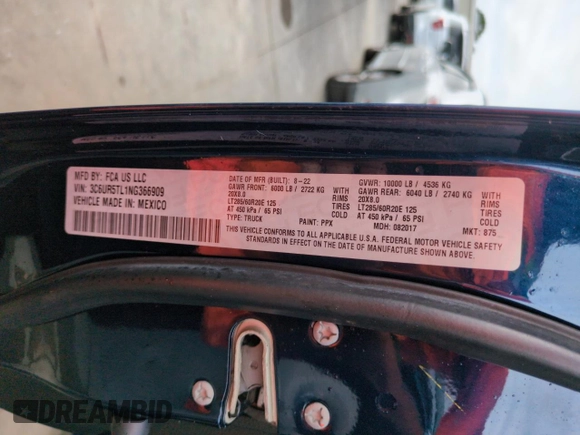 MFD BY: FCA US LLC
VIN: 3C6UR5TL1NG366909
VEHICLE MADE IN: MEXICO
DATE OF MFR (BUILT): 8-22
GAWR FRONT: 6000 LB / 2722 KG
20X8.0 RIMS
LT285/60R20E 125 TIRES
AT 450 kPa / 65 PSI COLD
TYPE: TRUCK PAINT: PPX
GVWR: 10000 LB / 4536 KG
GAWR REAR: 6040 LB / 2740 KG
20X8.0 RIMS
LT285/60R20E 125 TIRES
AT 450 kPa / 65 PSI COLD
MDH: 082017 MKT: 875
THIS VEHICLE CONFORMS TO ALL APPLICABLE U.S.A. FEDERAL MOTOR VEHICLE SAFETY
STANDARDS IN EFFECT ON THE DATE OF MANUFACTURE SHOWN ABOVE.
DREAMBID